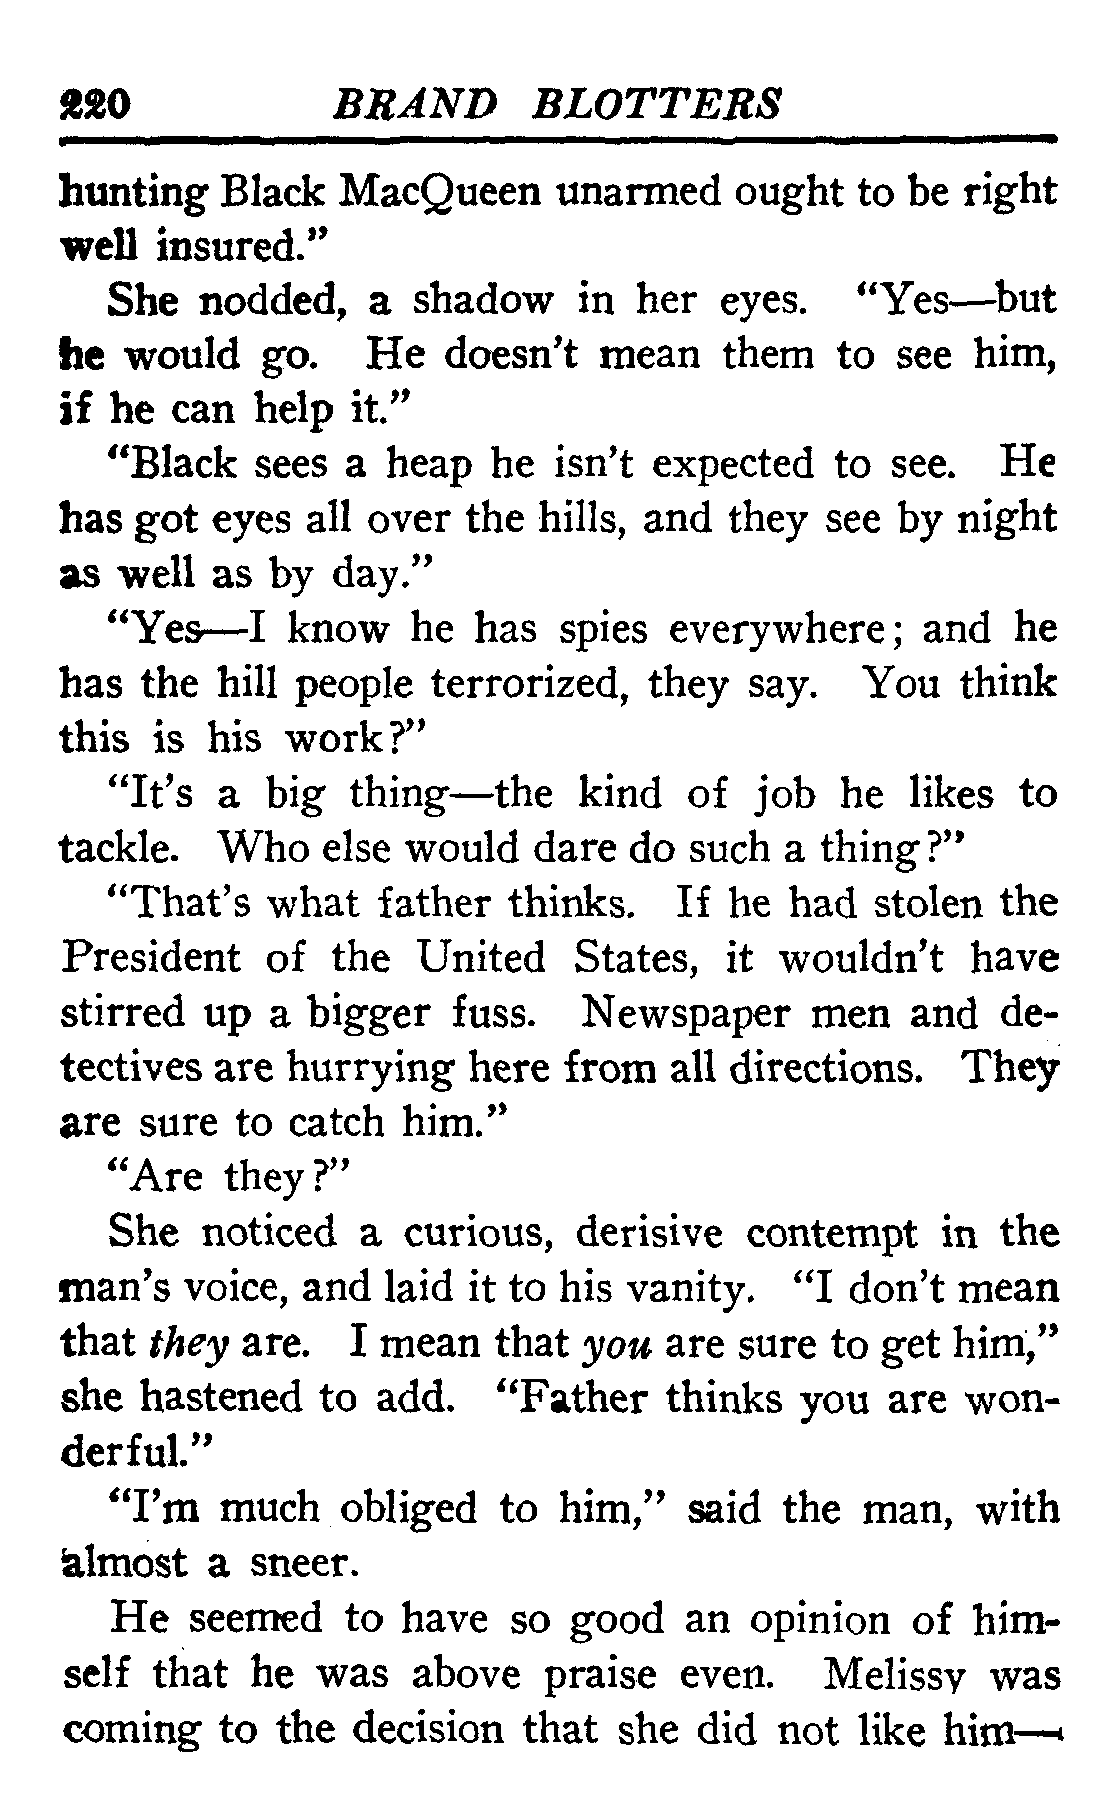 220 BRAND BLOTTERS
hunting Black MacQueen unarmed ought to be right
well insured.”
She nodded, a shadow in her eyes. “Yes—but
he would go. He doesn’t mean them to see him,
if he can help it.”
“Black sees a heap he isn’t expected to see. He
has got eyes all over the hills, and they see by night
as well as by day.”
“Yes—I know he has spies everywhere; and he
has the hill people terrorized, they say. You think
this is his work?”
“It’s a big thing—the kind of job he likes to
tackle. Who else would dare do such a thing?”
“That’s what father thinks. If he had stolen the
President of the United States, it wouldn’t have
stirred up a bigger fuss. Newspaper men and de-
tectives are hurrying here from all directions. They
are sure to catch him.”
“Are they?”
She noticed a curious, derisive contempt in the
man’s voice, and laid it to his vanity. “I don’t mean
that they are. I mean that you are sure to get him,”
she hastened to add. “Father thinks you are won-
derful.”
“I’m much obliged to him,” said the man, with
almost a sneer.
He seemed to have so good an opinion of him-
self that he was above praise even. Melissy was
coming to the decision that she did not like him—